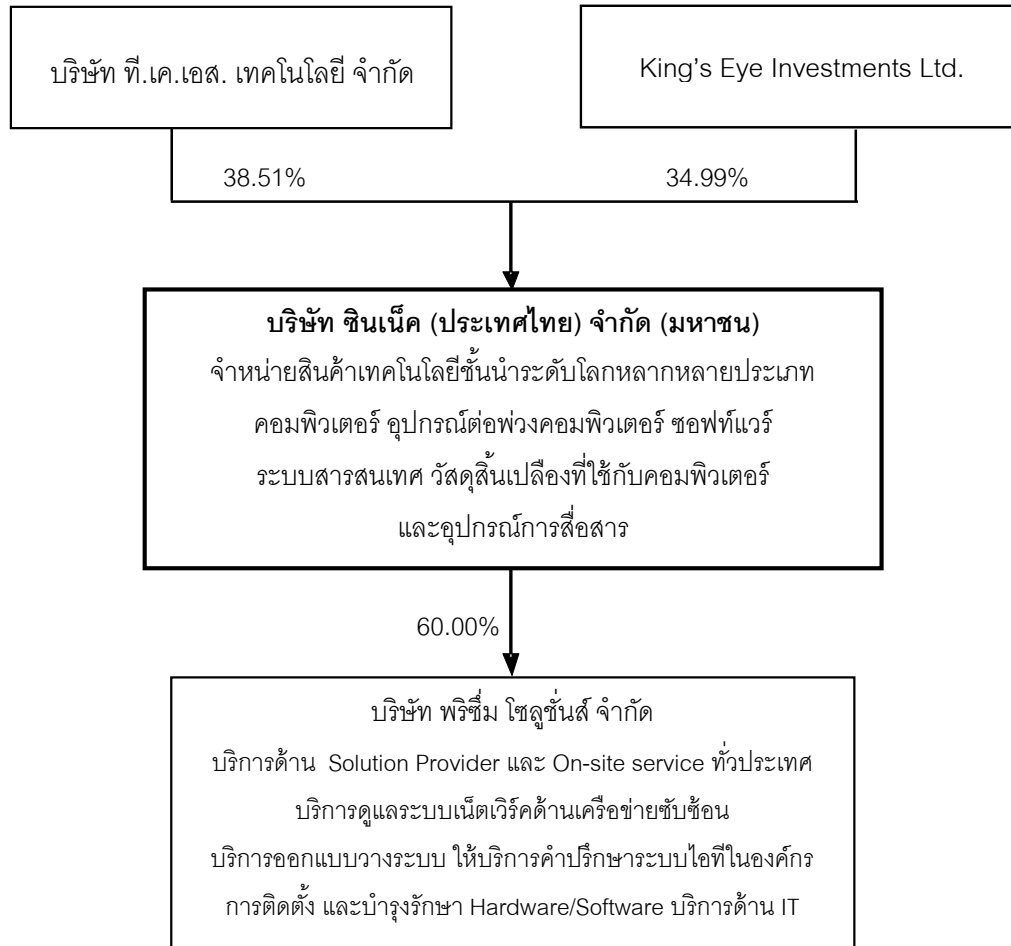 บริษัท ที.เค.เอส. เทคโนโลยี จำกัด
King's Eye Investments Ltd.
38.51%
34.99%
บริษัท ซินเน็ค (ประเทศไทย) จำกัด (มหาชน)
จำหน่ายสินค้าเทคโนโลยีชั้นนำระดับโลกหลากหลายประเภท
คอมพิวเตอร์ อุปกรณ์ต่อพ่วงคอมพิวเตอร์ ซอฟท์แวร์
ระบบสารสนเทศ วัสดุสิ้นเปลืองที่ใช้กับคอมพิวเตอร์
และอุปกรณ์การสื่อสาร
60.00%
บริษัท พริซึ่ม โซลูชั่นส์ จำกัด
บริการด้าน Solution Provider และ On-site service ทั่วประเทศ
บริการดูแลระบบเน็ตเวิร์คด้านเครือข่ายซับซ้อน
บริการออกแบบวางระบบ ให้บริการคำปรึกษาระบบไอทีในองค์กร
การติดตั้ง และบำรุงรักษา Hardware/Software บริการด้าน IT